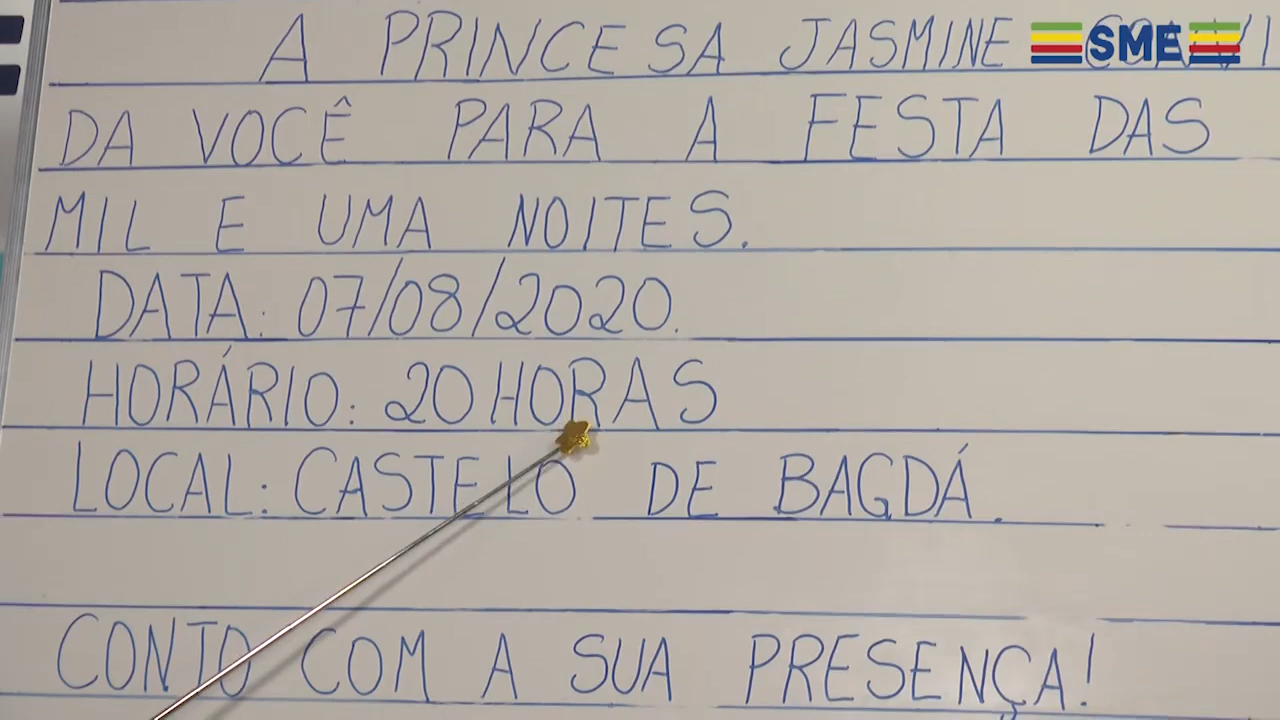 A PRINCESA JASMINE CONVI
DA VOCÊ PARA A FESTA DAS
MIL E UMA NOITES.
DATA: 07/08/2020.
HORÁRIO: 20 HORAS
LOCAL: CASTELO DE BAGDÁ.
CONTO COM A SUA PRESENÇA!
SME